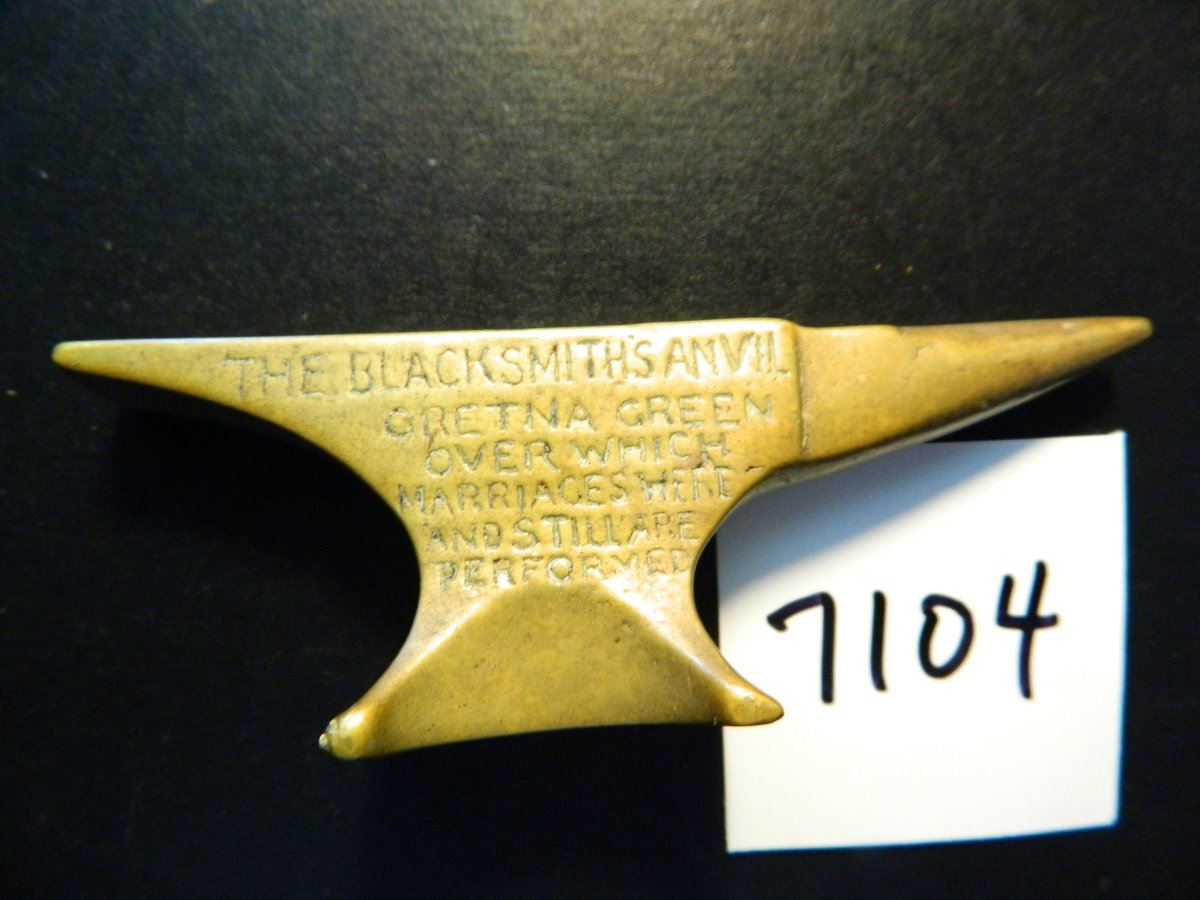 THE BLACKSMITH'S ANVIL
GRETNA GREEN
OVER WHICH
MARRIAGES WERE
AND STILL ARE
PERFORMED
7104